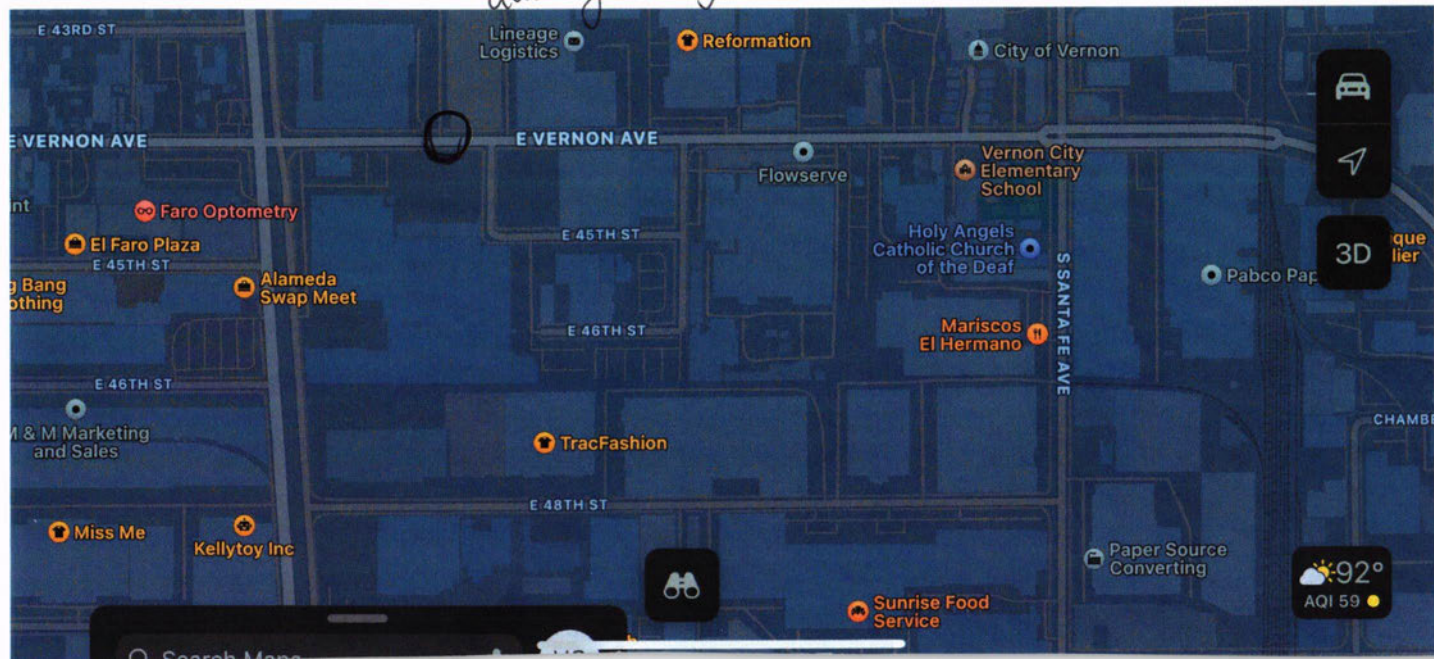 E 43RD ST
Lineage
Logistics
Reformation
City of Vernon
E VERNON AVE
E VERNON AVE
Flowserve
Vernon City
Elementary
School
Faro Optometry
El Faro Plaza
E 45TH ST
E 45TH ST
Alameda
Swap Meet
Holy Angels
Catholic Church
of the Deaf
S SANTA FE AVE
3D
Pabco Pap
E 46TH ST
Mariscos
El Hermano
E 46TH ST
M & M Marketing
and Sales
TracFashion
E 48TH ST
Miss Me
Kellytoy Inc
Paper Source
Converting
92°
AQI 59
Sunrise Food
Service
Search Maps